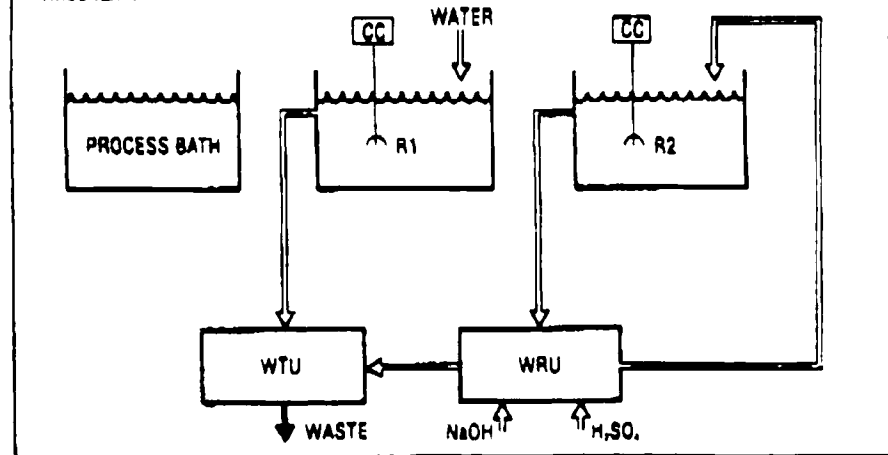 WATER
CC
CC
PROCESS BATH
R1
R2
WTU
WRU
WASTE
NaOH
H₂SO₄